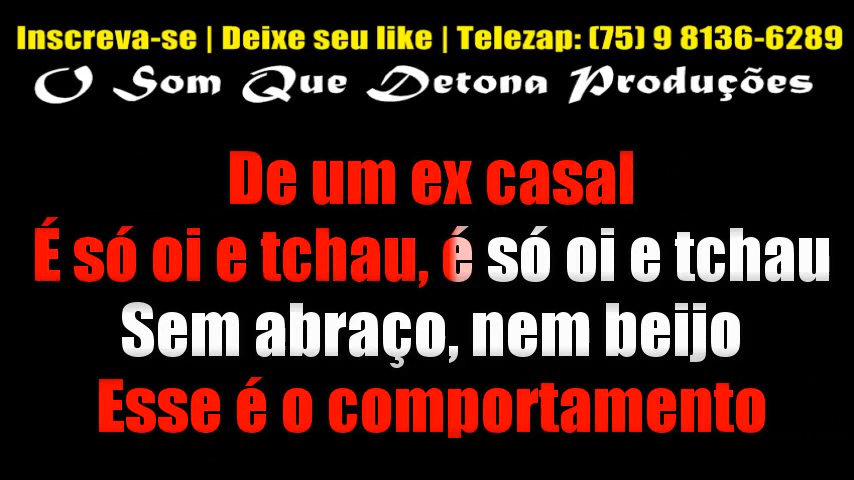 Inscreva-se | Deixe seu like | Telezap: (75) 9 8136-6289
O Som Que Detona Produções
De um ex casal
É só oi e tchau, é só oi e tchau
Sem abraço, nem beijo
Esse é o comportamento